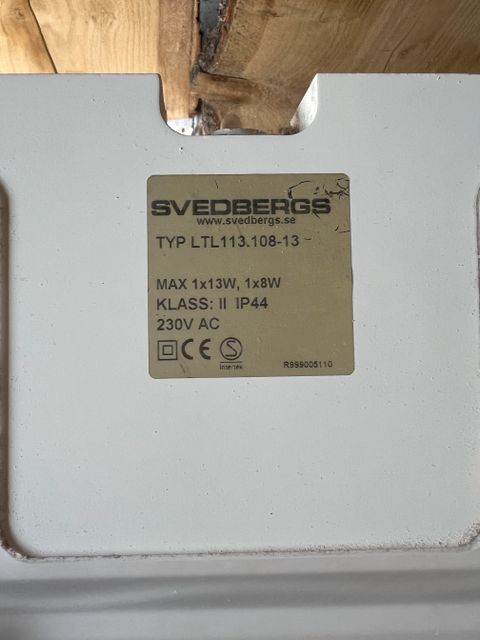 SVEDBERGS
www.svedbergs.se
TYP LTL113.108-13
MAX 1x13W, 1x8W
KLASS: II IP44
230V AC
CE S
Intertek
R999005110